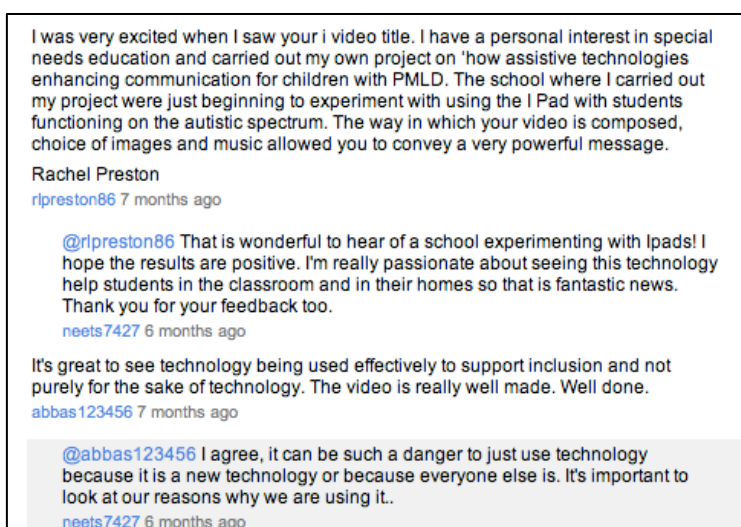 I was very excited when I saw your i video title. I have a personal interest in special
needs education and carried out my own project on 'how assistive technologies
enhancing communication for children with PMLD. The school where I carried out
my project were just beginning to experiment with using the I Pad with students
functioning on the autistic spectrum. The way in which your video is composed,
choice of images and music allowed you to convey a very powerful message.
Rachel Preston
rlpreston86 7 months ago
@rlpreston86 That is wonderful to hear of a school experimenting with Ipads! I
hope the results are positive. I'm really passionate about seeing this technology
help students in the classroom and in their homes so that is fantastic news.
Thank you for your feedback too.
neets7427 6 months ago
It's great to see technology being used effectively to support inclusion and not
purely for the sake of technology. The video is really well made. Well done.
abbas123456 7 months ago
@abbas123456 I agree, it can be such a danger to just use technology
because it is a new technology or because everyone else is. It's important to
look at our reasons why we are using it..
neets7427 6 months ago